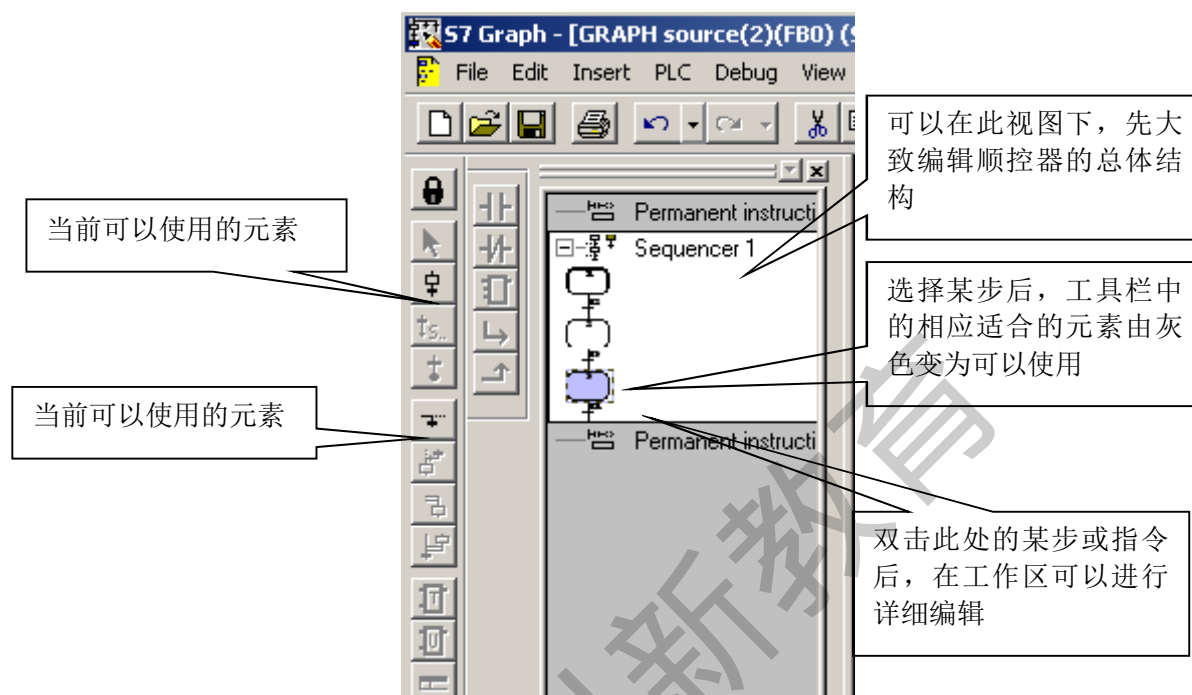 S7 Graph - [GRAPH source(2)(FB0) (S
File Edit Insert PLC Debug View
可以在此视图下，先大
致编辑顺控器的总体结
构
当前可以使用的元素
Permanent instructi
Sequencer 1
选择某步后，工具栏中
的相应适合的元素由灰
色变为可以使用
S..
当前可以使用的元素
Permanent instructi
双击此处的某步或指令
后，在工作区可以进行
详细编辑
T
U
新教育